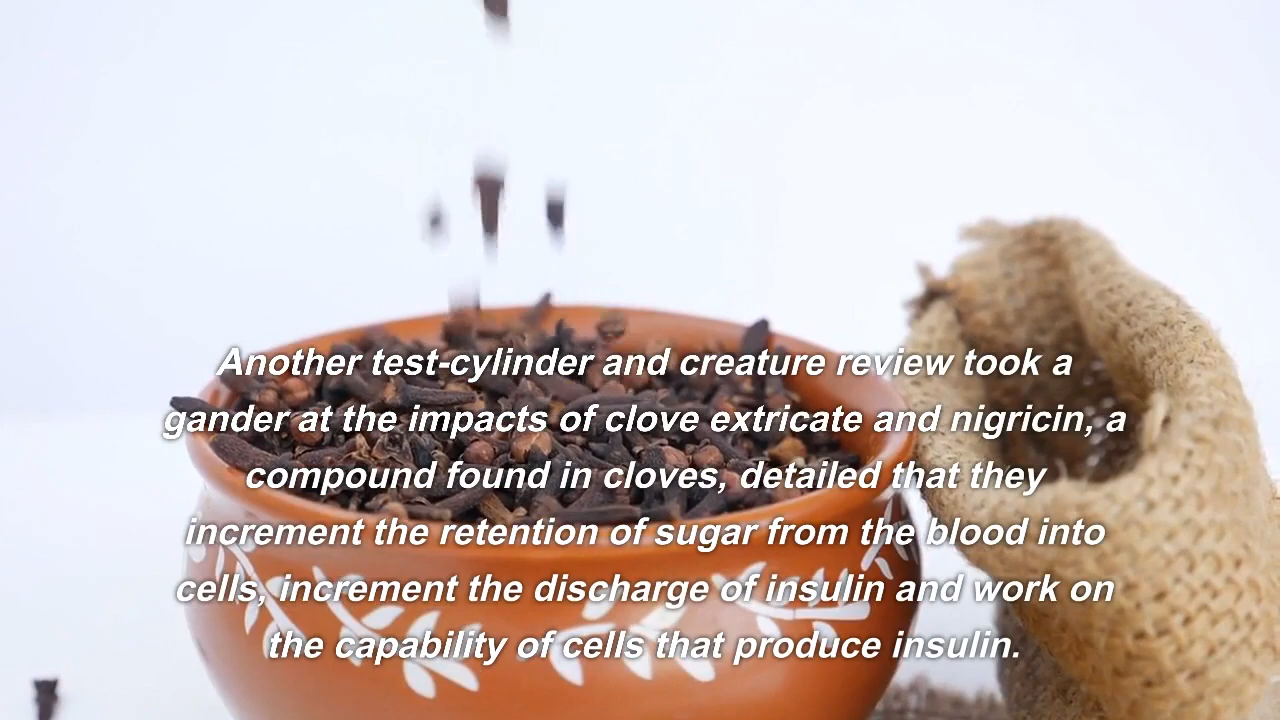 Another test-cylinder and creature review took a
gander at the impacts of clove extricate and nigricin, a
compound found in cloves, detailed that they
increment the retention of sugar from the blood into
cells, increment the discharge of insulin and work on
the capability of cells that produce insulin.